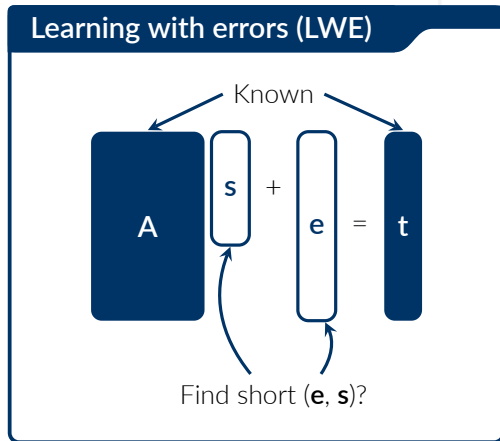 Learning with errors (LWE)
Known
A s + e = t
Find short (e, s)?